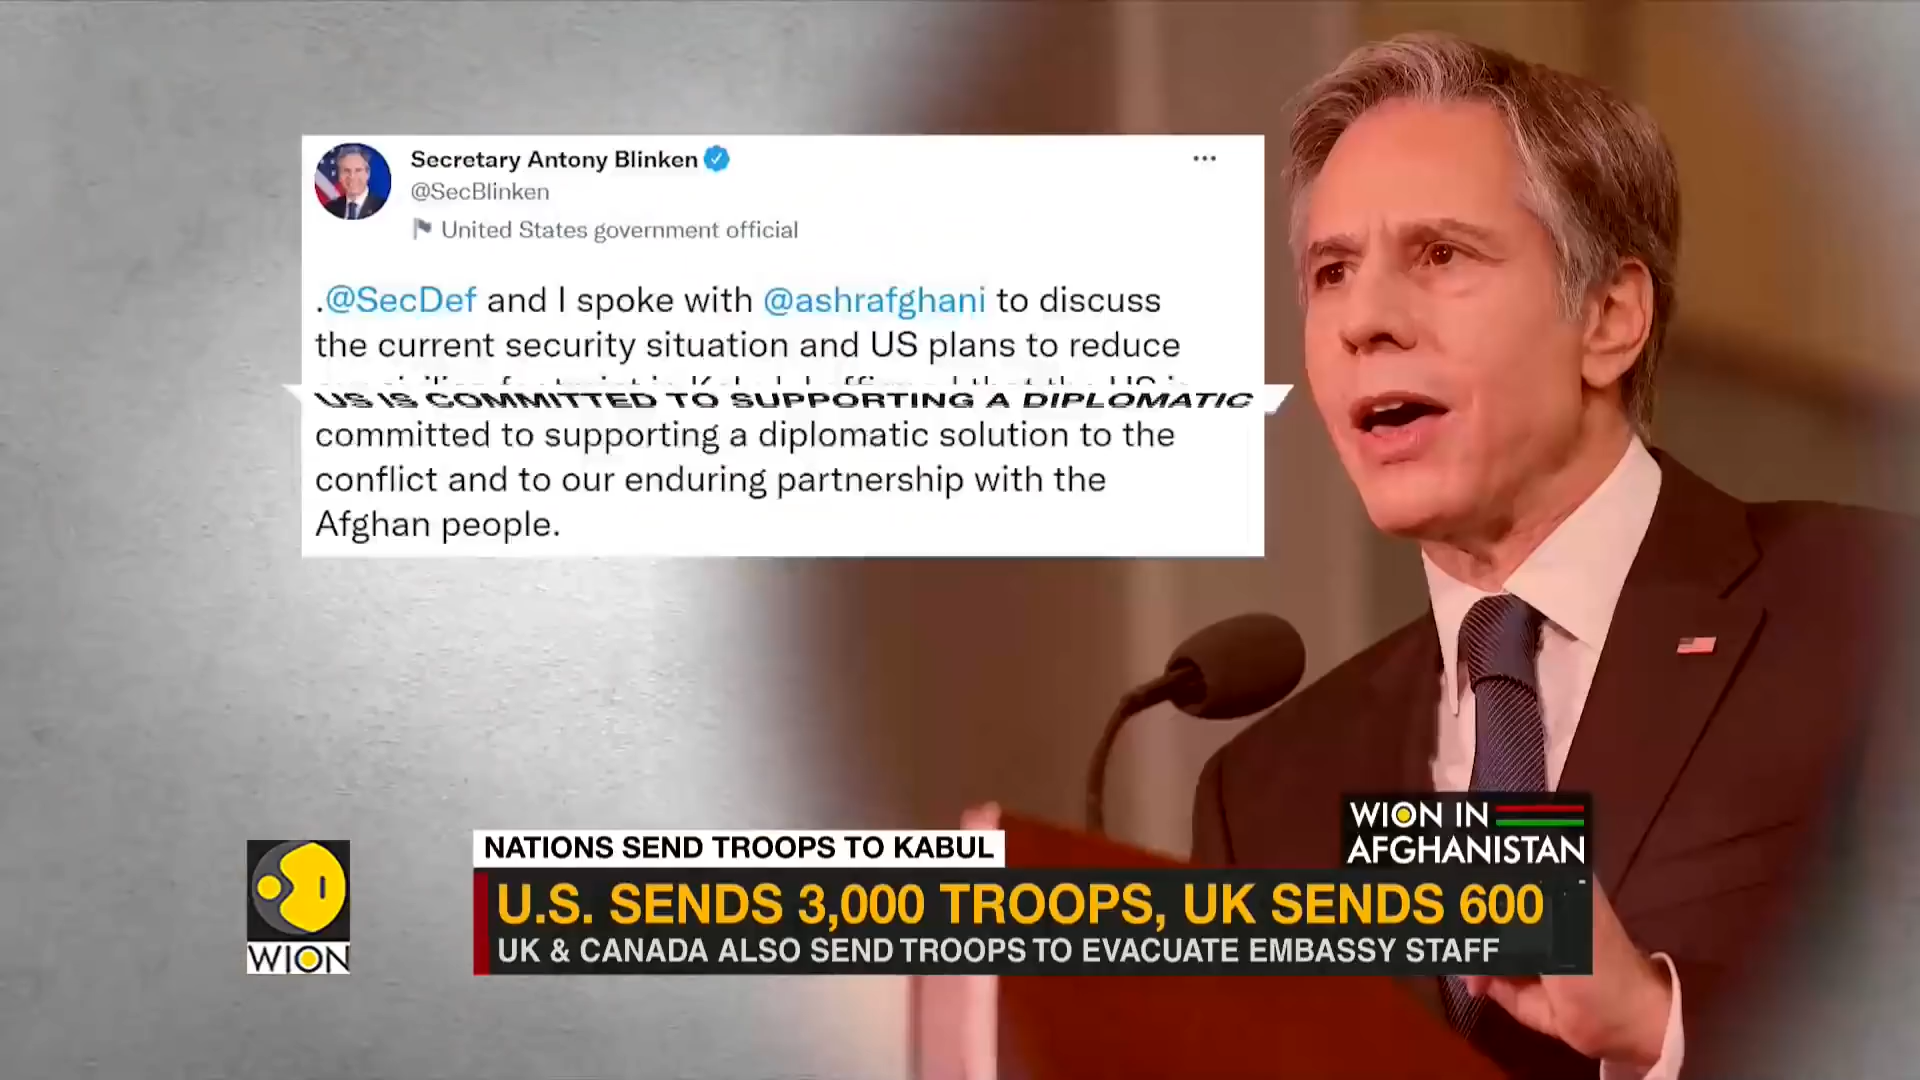 Secretary Antony Blinken
@SecBlinken
United States government official
.@SecDef and I spoke with @ashrafghani to discuss
the current security situation and US plans to reduce
US IS COMMITTED TO SUPPORTING A DIPLOMATIC
committed to supporting a diplomatic solution to the
conflict and to our enduring partnership with the
Afghan people.
WION IN
AFGHANISTAN
NATIONS SEND TROOPS TO KABUL
U.S. SENDS 3,000 TROOPS, UK SENDS 600
UK & CANADA ALSO SEND TROOPS TO EVACUATE EMBASSY STAFF
WION